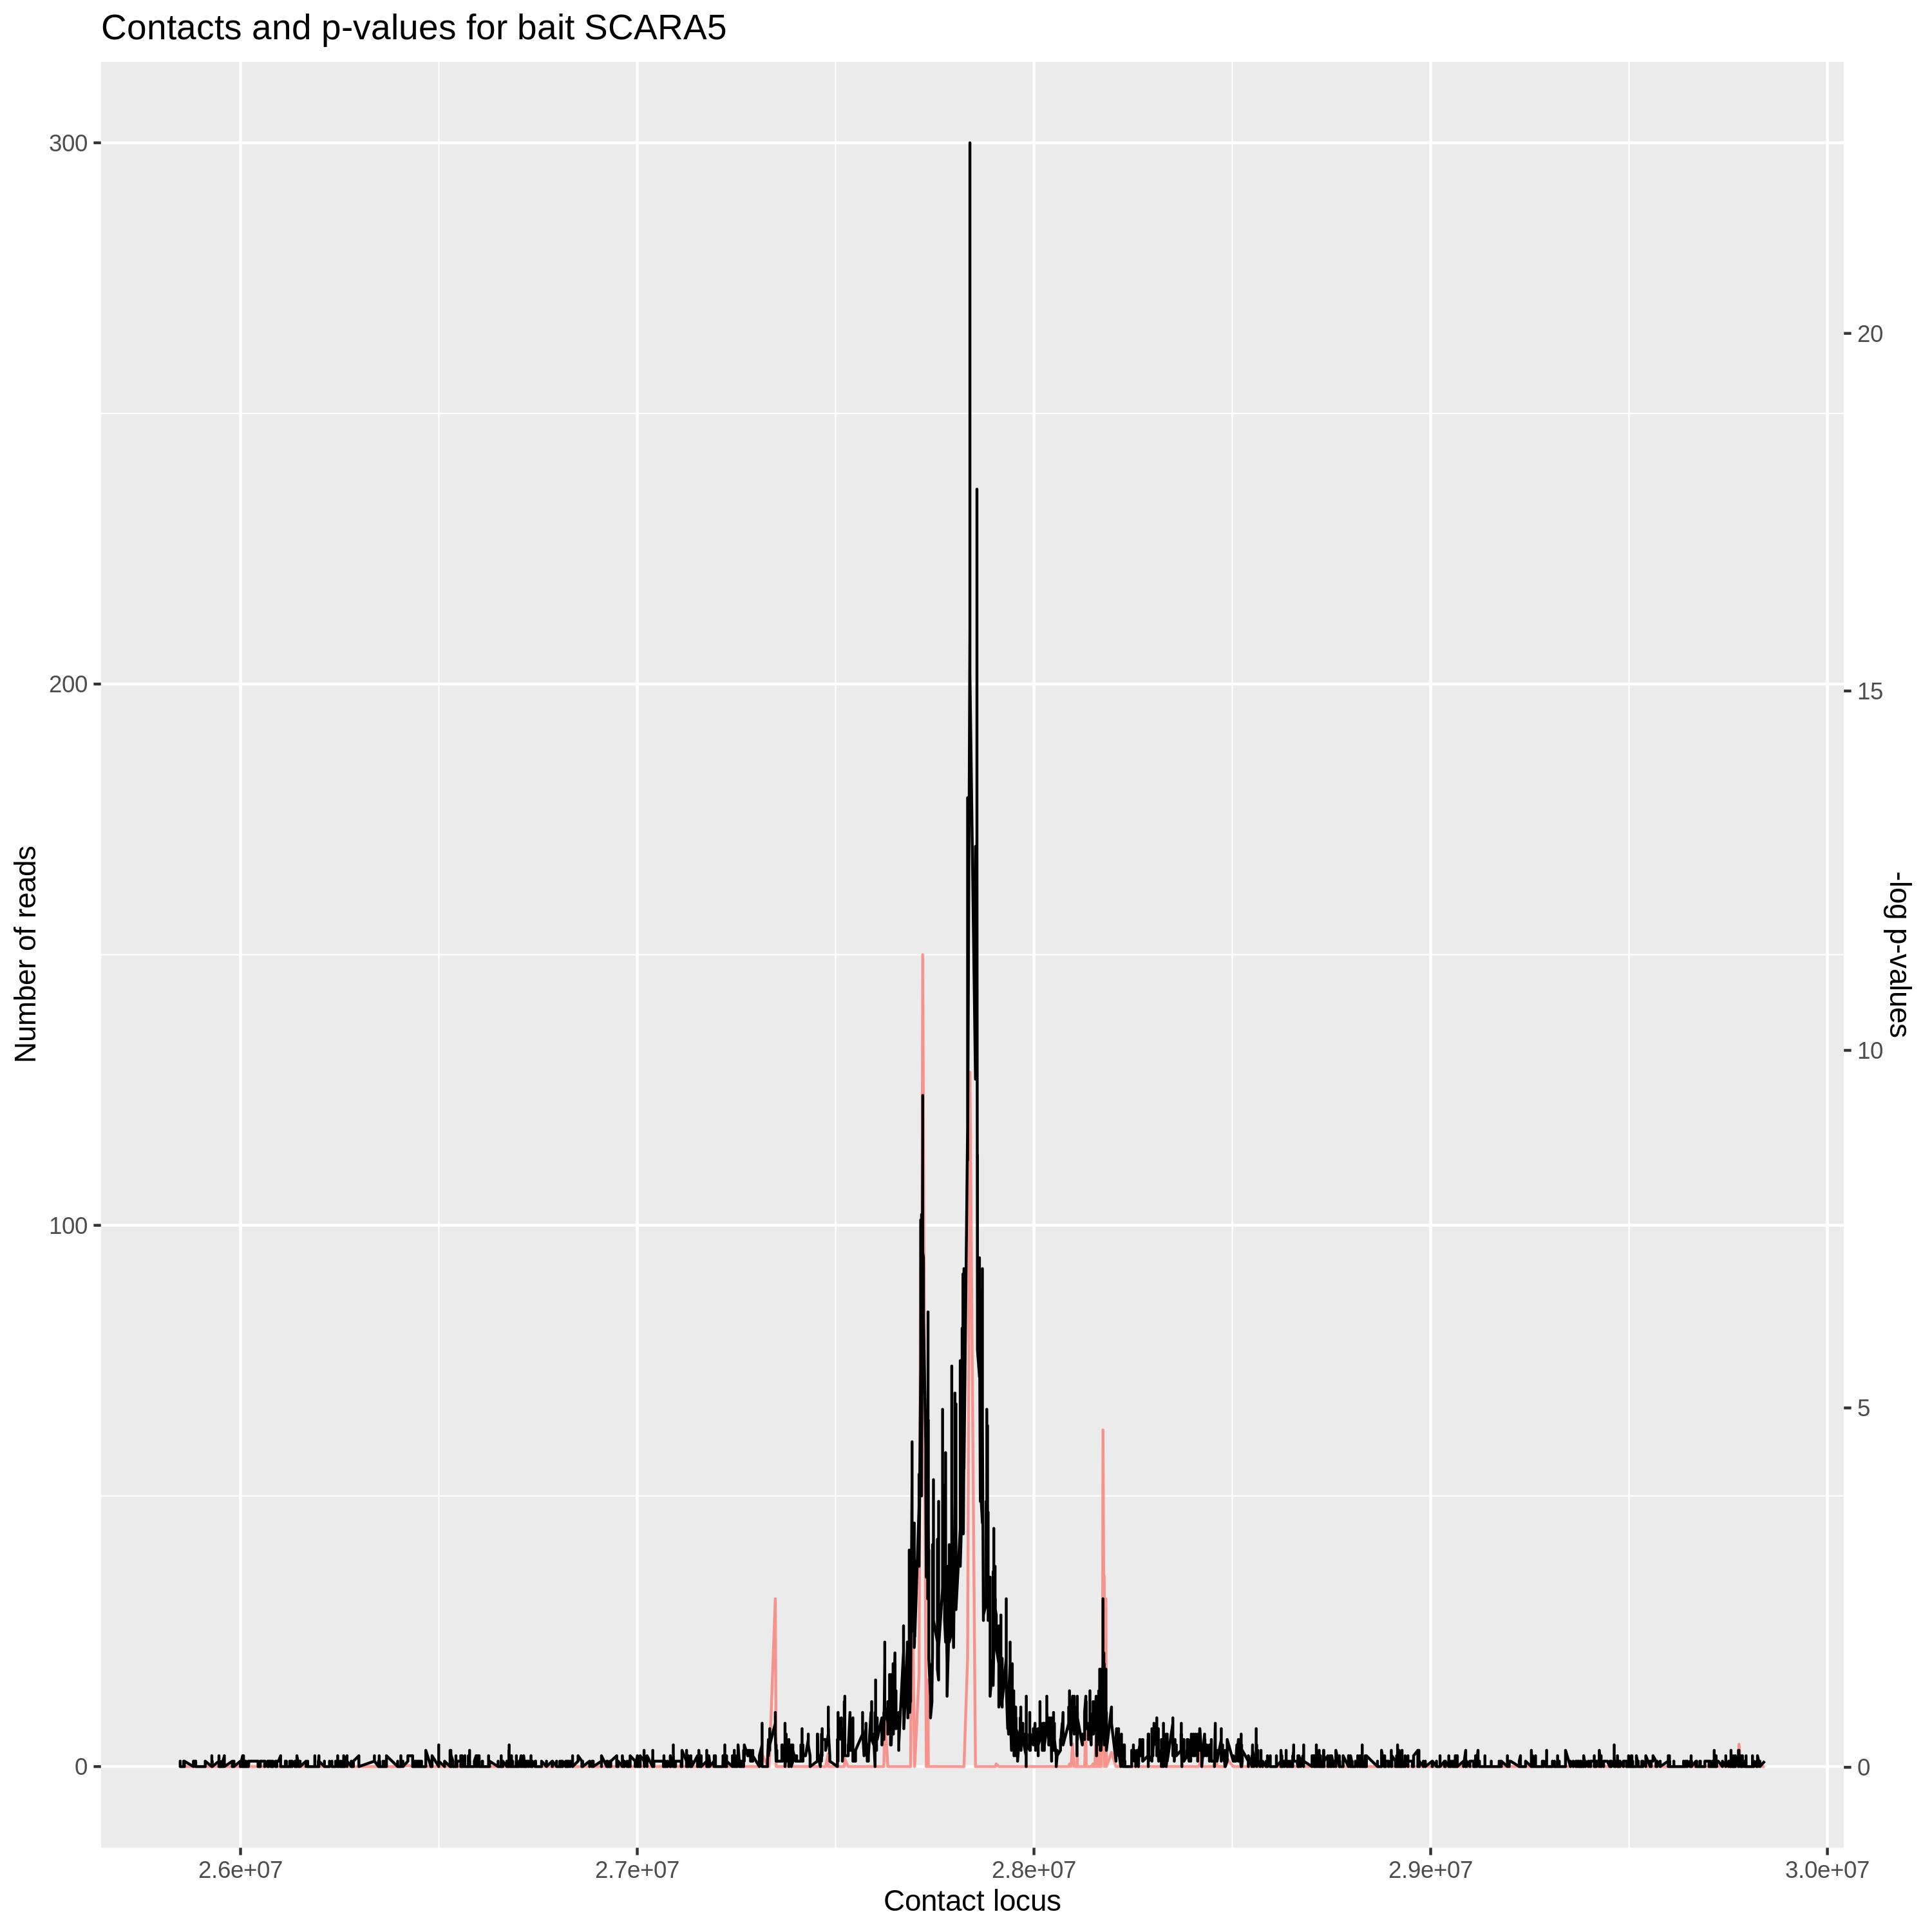 Contacts and p-values for bait SCARA5
300
200
100
0
Number of reads
20
15
10
5
0
-log p-values
2.6e+07
2.7e+07
2.8e+07
2.9e+07
3.0e+07
Contact locus